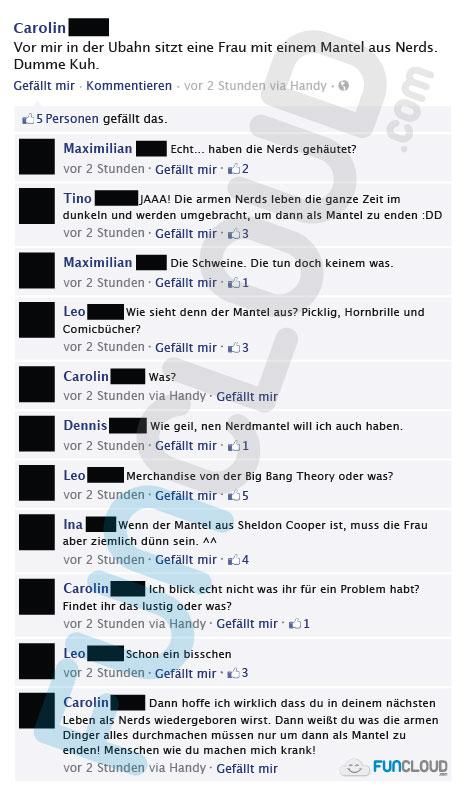 Carolin
Vor mir in der Ubahn sitzt eine Frau mit einem Mantel aus Nerds.
Dumme Kuh.
Gefällt mir · Kommentieren · vor 2 Stunden via Handy ·
5 Personen gefällt das.
Maximilian Echt... haben die Nerds gehäutet?
vor 2 Stunden · Gefällt mir · 2
Tino JAAA! Die armen Nerds leben die ganze Zeit im
dunkeln und werden umgebracht, um dann als Mantel zu enden :DD
vor 2 Stunden · Gefällt mir · 3
Maximilian Die Schweine. Die tun doch keinem was.
vor 2 Stunden · Gefällt mir · 1
Leo Wie sieht denn der Mantel aus? Picklig, Hornbrille und
Comicbücher?
vor 2 Stunden · Gefällt mir · 3
Carolin Was?
vor 2 Stunden via Handy · Gefällt mir
Dennis Wie geil, nen Nerdmantel will ich auch haben.
vor 2 Stunden · Gefällt mir · 1
Leo Merchandise von der Big Bang Theory oder was?
vor 2 Stunden · Gefällt mir · 5
Ina Wenn der Mantel aus Sheldon Cooper ist, muss die Frau
aber ziemlich dünn sein. ^^
vor 2 Stunden · Gefällt mir · 4
Carolin Ich blick echt nicht was ihr für ein Problem habt?
Findet ihr das lustig oder was?
vor 2 Stunden via Handy · Gefällt mir · 1
Leo Schon ein bisschen
vor 2 Stunden · Gefällt mir · 3
Carolin Dann hoffe ich wirklich dass du in deinem nächsten
Leben als Nerds wiedergeboren wirst. Dann weißt du was die armen
Dinger alles durchmachen müssen nur um dann als Mantel zu
enden! Menschen wie du machen mich krank!
vor 2 Stunden via Handy · Gefällt mir
FUNCLOUD.com
FUNCLOUD.com